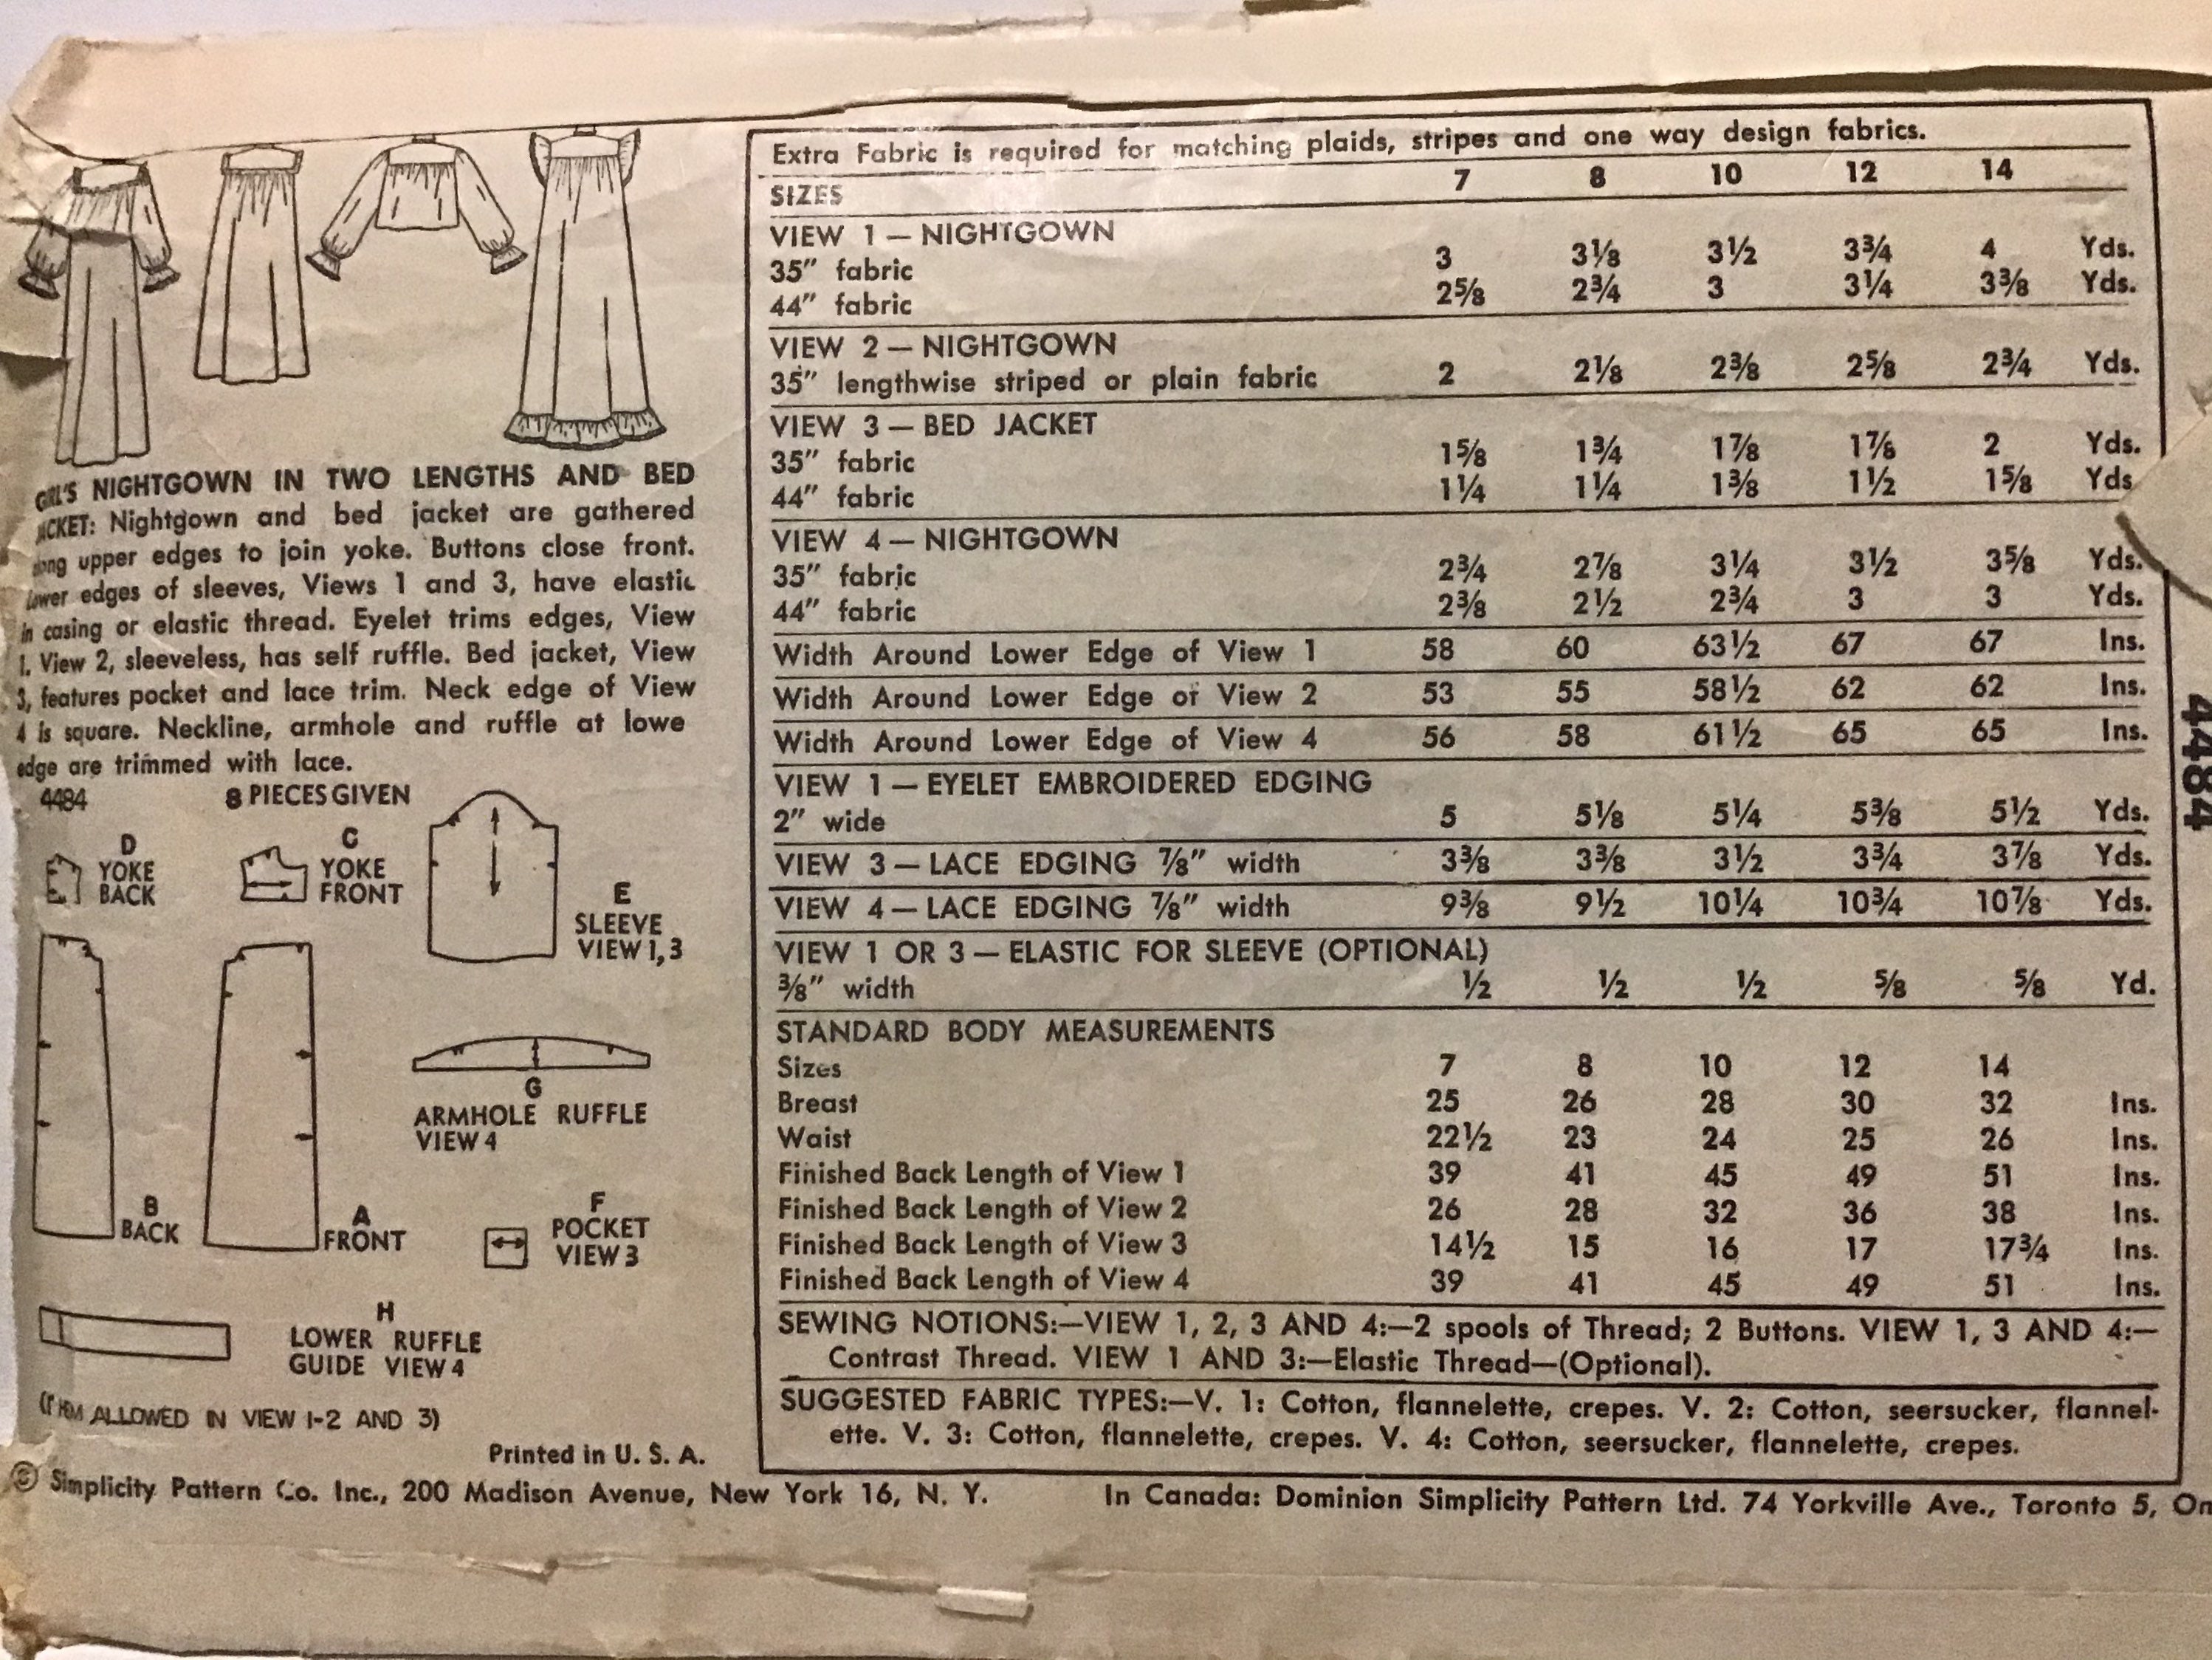 GIRL'S NIGHTGOWN IN TWO LENGTHS AND BED
JACKET: Nightgown and bed jacket are gathered
along upper edges to join yoke. Buttons close front.
Lower edges of sleeves, Views 1 and 3, have elastic
in casing or elastic thread. Eyelet trims edges, View
1. View 2, sleeveless, has self ruffle. Bed jacket, View
3, features pocket and lace trim. Neck edge of View
4 is square. Neckline, armhole and ruffle at lowe
edge are trimmed with lace.
4484 8 PIECES GIVEN
D
YOKE
BACK
C
YOKE
FRONT
E
SLEEVE
VIEW 1, 3
B
BACK
A
FRONT
G
ARMHOLE RUFFLE
VIEW 4
F
POCKET
VIEW 3
H
LOWER RUFFLE
GUIDE VIEW 4
ALLOWED IN VIEW 1-2 AND 3)
Printed in U. S. A.
Extra Fabric is required for matching plaids, stripes and one way design fabrics.
SIZES 7 8 10 12 14
VIEW 1 — NIGHTGOWN
35" fabric 3 3⅛ 3½ 3¾ 4 Yds.
44" fabric 2⅝ 2¾ 3 3¼ 3⅜ Yds.
VIEW 2 — NIGHTGOWN
35" lengthwise striped or plain fabric 2 2⅛ 2⅜ 2⅝ 2¾ Yds.
VIEW 3 — BED JACKET
35" fabric 1⅝ 1¾ 1⅞ 1⅞ 2 Yds.
44" fabric 1¼ 1¼ 1⅜ 1½ 1⅝ Yds
VIEW 4 — NIGHTGOWN
35" fabric 2¾ 2⅞ 3¼ 3½ 3⅝ Yds.
44" fabric 2⅜ 2½ 2¾ 3 3 Yds.
Width Around Lower Edge of View 1 58 60 63½ 67 67 Ins.
Width Around Lower Edge of View 2 53 55 58½ 62 62 Ins.
Width Around Lower Edge of View 4 56 58 61½ 65 65 Ins.
VIEW 1 — EYELET EMBROIDERED EDGING
2" wide 5 5⅛ 5¼ 5⅜ 5½ Yds.
VIEW 3 — LACE EDGING ⅞" width 3⅜ 3⅜ 3½ 3¾ 3⅞ Yds.
VIEW 4 — LACE EDGING ⅞" width 9⅜ 9½ 10¼ 10¾ 10⅞ Yds.
VIEW 1 OR 3 — ELASTIC FOR SLEEVE (OPTIONAL)
⅜" width ½ ½ ½ ⅝ ⅝ Yd.
STANDARD BODY MEASUREMENTS
Sizes 7 8 10 12 14
Breast 25 26 28 30 32 Ins.
Waist 22½ 23 24 25 26 Ins.
Finished Back Length of View 1 39 41 45 49 51 Ins.
Finished Back Length of View 2 26 28 32 36 38 Ins.
Finished Back Length of View 3 14½ 15 16 17 17¾ Ins.
Finished Back Length of View 4 39 41 45 49 51 Ins.
SEWING NOTIONS:—VIEW 1, 2, 3 AND 4:—2 spools of Thread; 2 Buttons. VIEW 1, 3 AND 4:—
Contrast Thread. VIEW 1 AND 3:—Elastic Thread—(Optional).
SUGGESTED FABRIC TYPES:—V. 1: Cotton, flannelette, crepes. V. 2: Cotton, seersucker, flannel-
ette. V. 3: Cotton, flannelette, crepes. V. 4: Cotton, seersucker, flannelette, crepes.
© Simplicity Pattern Co. Inc., 200 Madison Avenue, New York 16, N. Y. In Canada: Dominion Simplicity Pattern Ltd. 74 Yorkville Ave., Toronto 5, On
4484